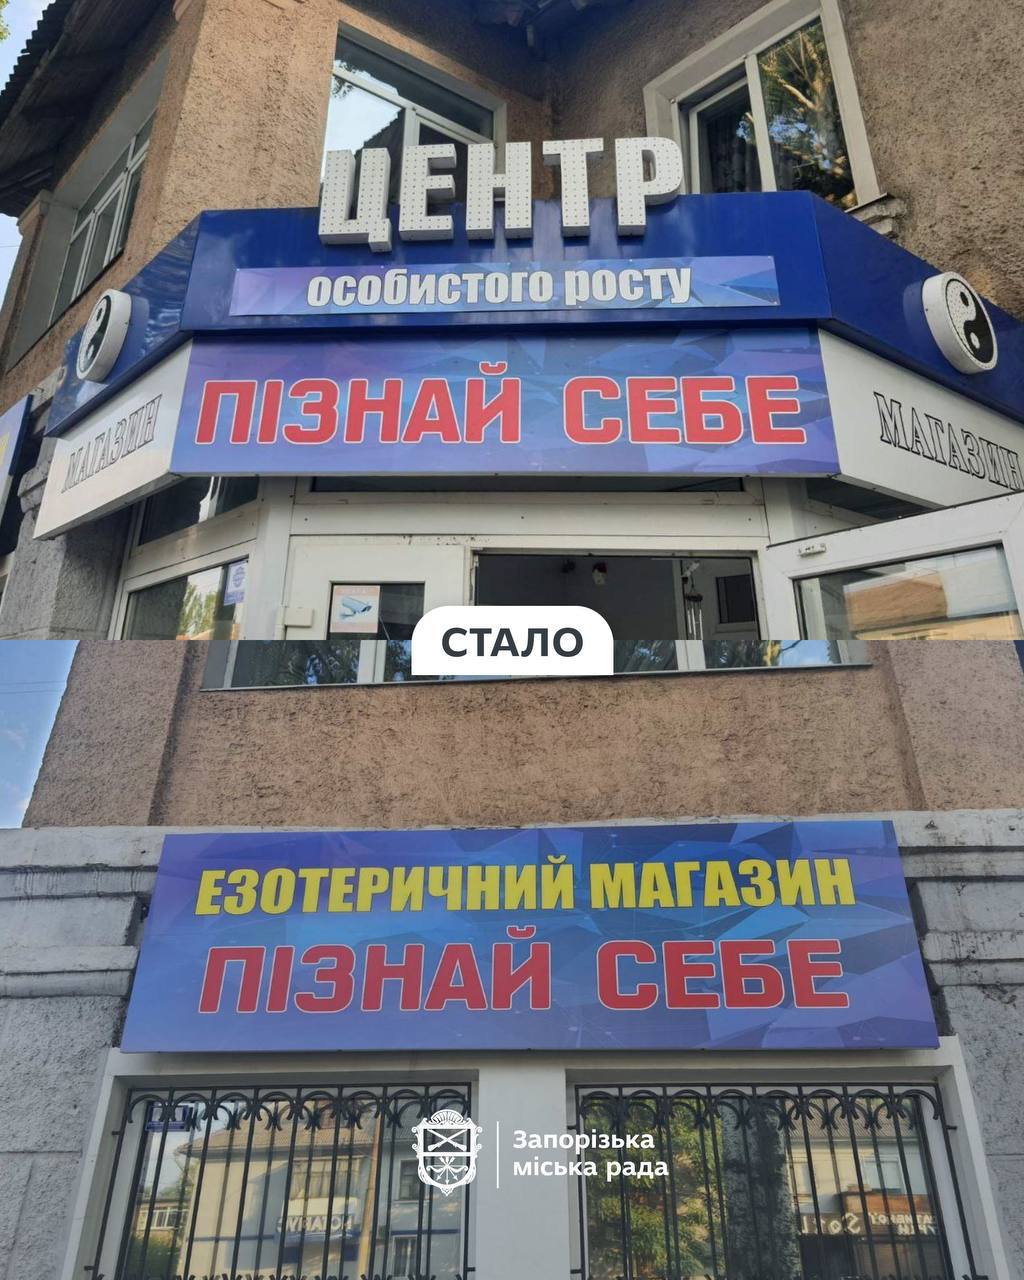 ЦЕНТР
особистого росту
ПІЗНАЙ СЕБЕ
МАГАЗИН
МАГАЗИН
СТАЛО
ЕЗОТЕРИЧНИЙ МАГАЗИН
ПІЗНАЙ СЕБЕ
Запорізька
міська рада